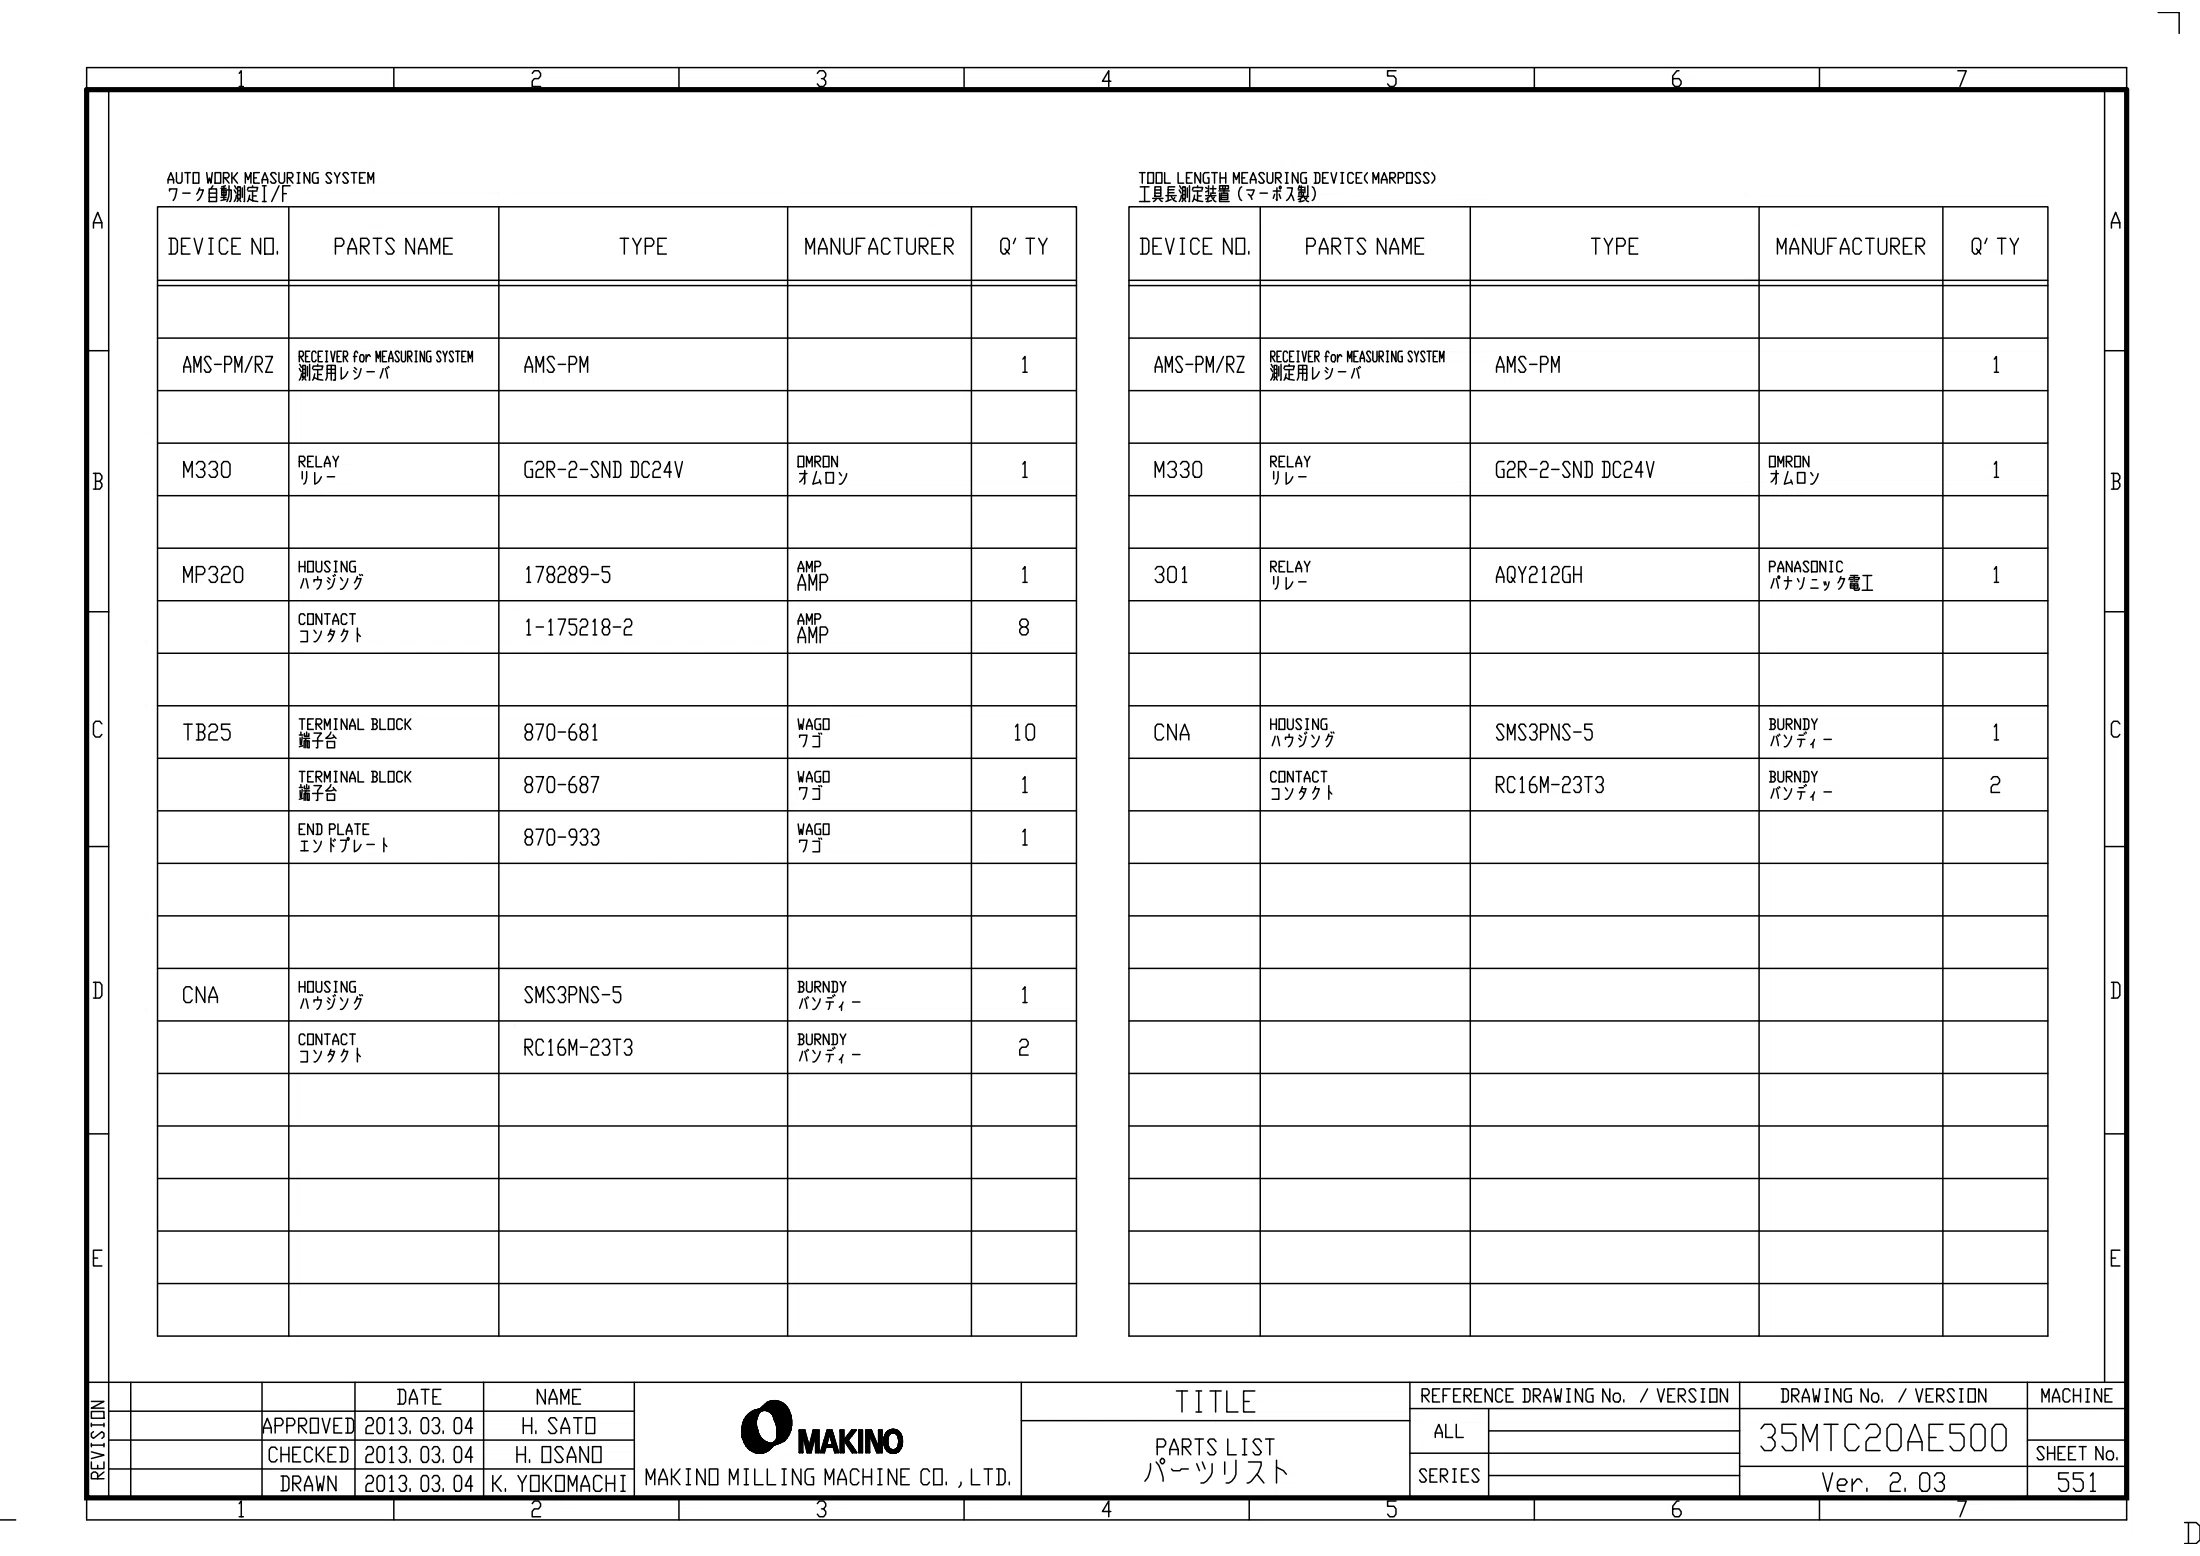 1 2 3 4 5 6 7
A
B
C
D
E
AUTO WORK MEASURING SYSTEM
ワーク自動測定I/F
DEVICE NO. PARTS NAME TYPE MANUFACTURER Q'TY
AMS-PM/RZ RECEIVER for MEASURING SYSTEM AMS-PM 1
測定用レシーバ
M330 RELAY G2R-2-SND DC24V OMRON 1
リレー オムロン
MP320 HOUSING 178289-5 AMP 1
ハウジング AMP
CONTACT 1-175218-2 AMP 8
コンタクト AMP
TB25 TERMINAL BLOCK 870-681 WAGO 10
端子台 ワゴ
TERMINAL BLOCK 870-687 WAGO 1
端子台 ワゴ
END PLATE 870-933 WAGO 1
エンドプレート ワゴ
CNA HOUSING SMS3PNS-5 BURNDY 1
ハウジング バンディー
CONTACT RC16M-23T3 BURNDY 2
コンタクト バンディー
TOOL LENGTH MEASURING DEVICE(MARPOSS)
工具長測定装置(マーポス製)
DEVICE NO. PARTS NAME TYPE MANUFACTURER Q'TY
AMS-PM/RZ RECEIVER for MEASURING SYSTEM AMS-PM 1
測定用レシーバ
M330 RELAY G2R-2-SND DC24V OMRON 1
リレー オムロン
301 RELAY AQY212GH PANASONIC 1
リレー パナソニック電工
CNA HOUSING SMS3PNS-5 BURNDY 1
ハウジング バンディー
CONTACT RC16M-23T3 BURNDY 2
コンタクト バンディー
A
B
C
D
E
REVISION
DATE NAME
APPROVED 2013.03.04 H. SATO
CHECKED 2013.03.04 H. OSANO
DRAWN 2013.03.04 K. YOKOMACHI
MAKINO
MAKINO MILLING MACHINE CO.,LTD.
TITLE
PARTS LIST
パーツリスト
REFERENCE DRAWING No. / VERSION
ALL
SERIES
DRAWING No. / VERSION
35MTC20AE500
Ver. 2.03
MACHINE
SHEET No.
551
1 2 3 4 5 6 7
D